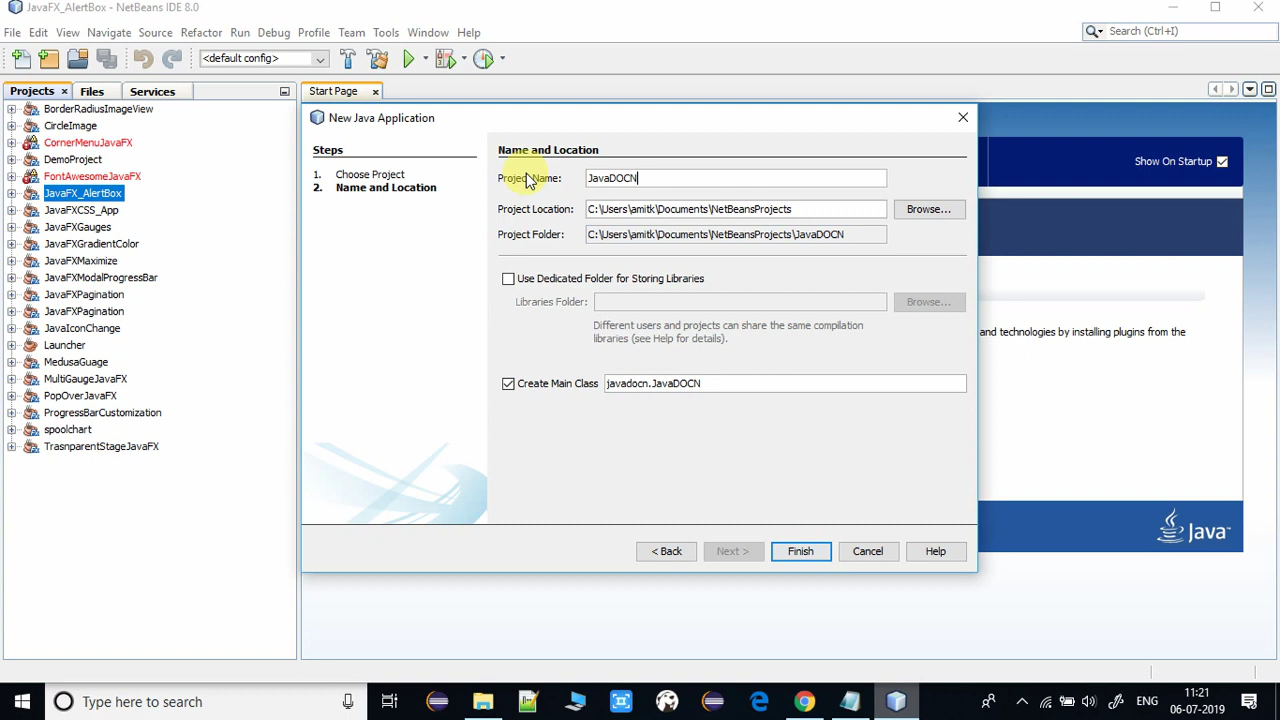 JavaFX_AlertBox - NetBeans IDE 8.0
File Edit View Navigate Source Refactor Run Debug Profile Team Tools Window Help
Search (Ctrl+I)
<default config>
Projects
Files
Services
Start Page
BorderRadiusImageView
CircleImage
CornerMenuJavaFX
DemoProject
FontAwesomeJavaFX
JavaFX_AlertBox
JavaFXCSS_App
JavaFXGauges
JavaFXGradientColor
JavaFXMaximize
JavaFXModalProgressBar
JavaFXPagination
JavaFXPagination
JavaIconChange
Launcher
MedusaGuage
MultiGaugeJavaFX
PopOverJavaFX
ProgressBarCustomization
spoolchart
TrasnparentStageJavaFX
New Java Application
Steps
1. Choose Project
2. Name and Location
Name and Location
Project Name: JavaDOCN
Project Location: C:\Users\amitk\Documents\NetBeansProjects
Browse...
Project Folder: C:\Users\amitk\Documents\NetBeansProjects\JavaDOCN
Use Dedicated Folder for Storing Libraries
Libraries Folder:
Browse...
Different users and projects can share the same compilation
libraries (see Help for details).
Create Main Class javadocn.JavaDOCN
< Back
Next >
Finish
Cancel
Help
Show On Startup
and technologies by installing plugins from the
Java
Type here to search
ENG
11:21
06-07-2019